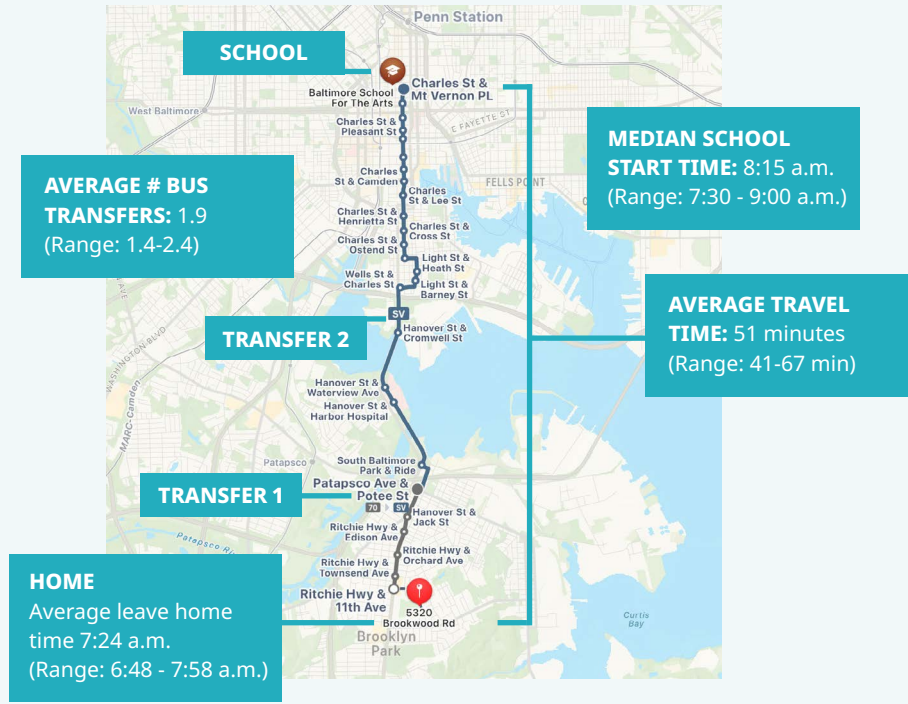 Penn Station
SCHOOL
Charles St &
Mt Vernon PL
Baltimore School
For The Arts
West Baltimore
Charles St &
Pleasant St
E FAYETTE ST
MEDIAN SCHOOL
START TIME: 8:15 a.m.
(Range: 7:30 - 9:00 a.m.)
AVERAGE # BUS
TRANSFERS: 1.9
(Range: 1.4-2.4)
Charles
St & Camden
FELLS POINT
Charles
St & Lee St
Charles St &
Henrietta St
Charles St &
Cross St
Charles St &
Ostend St
Light St &
Heath St
Wells St &
Charles St
Light St &
Barney St
SV
AVERAGE TRAVEL
TIME: 51 minutes
(Range: 41-67 min)
TRANSFER 2
Hanover St &
Cromwell St
WASHINGTON BLVD
MARC-Camden
Hanover St &
Waterview Ave
Hanover St &
Harbor Hospital
Patapsco
South Baltimore
Park & Ride
Patapsco Ave &
Potee St
TRANSFER 1
70
SV
Hanover St &
Jack St
Ritchie Hwy &
Edison Ave
Ritchie Hwy &
Orchard Ave
Ritchie Hwy &
Townsend Ave
Ritchie Hwy &
11th Ave
5320
Brookwood Rd
Brooklyn
Park
Curtis
Bay
HOME
Average leave home
time 7:24 a.m.
(Range: 6:48 - 7:58 a.m.)